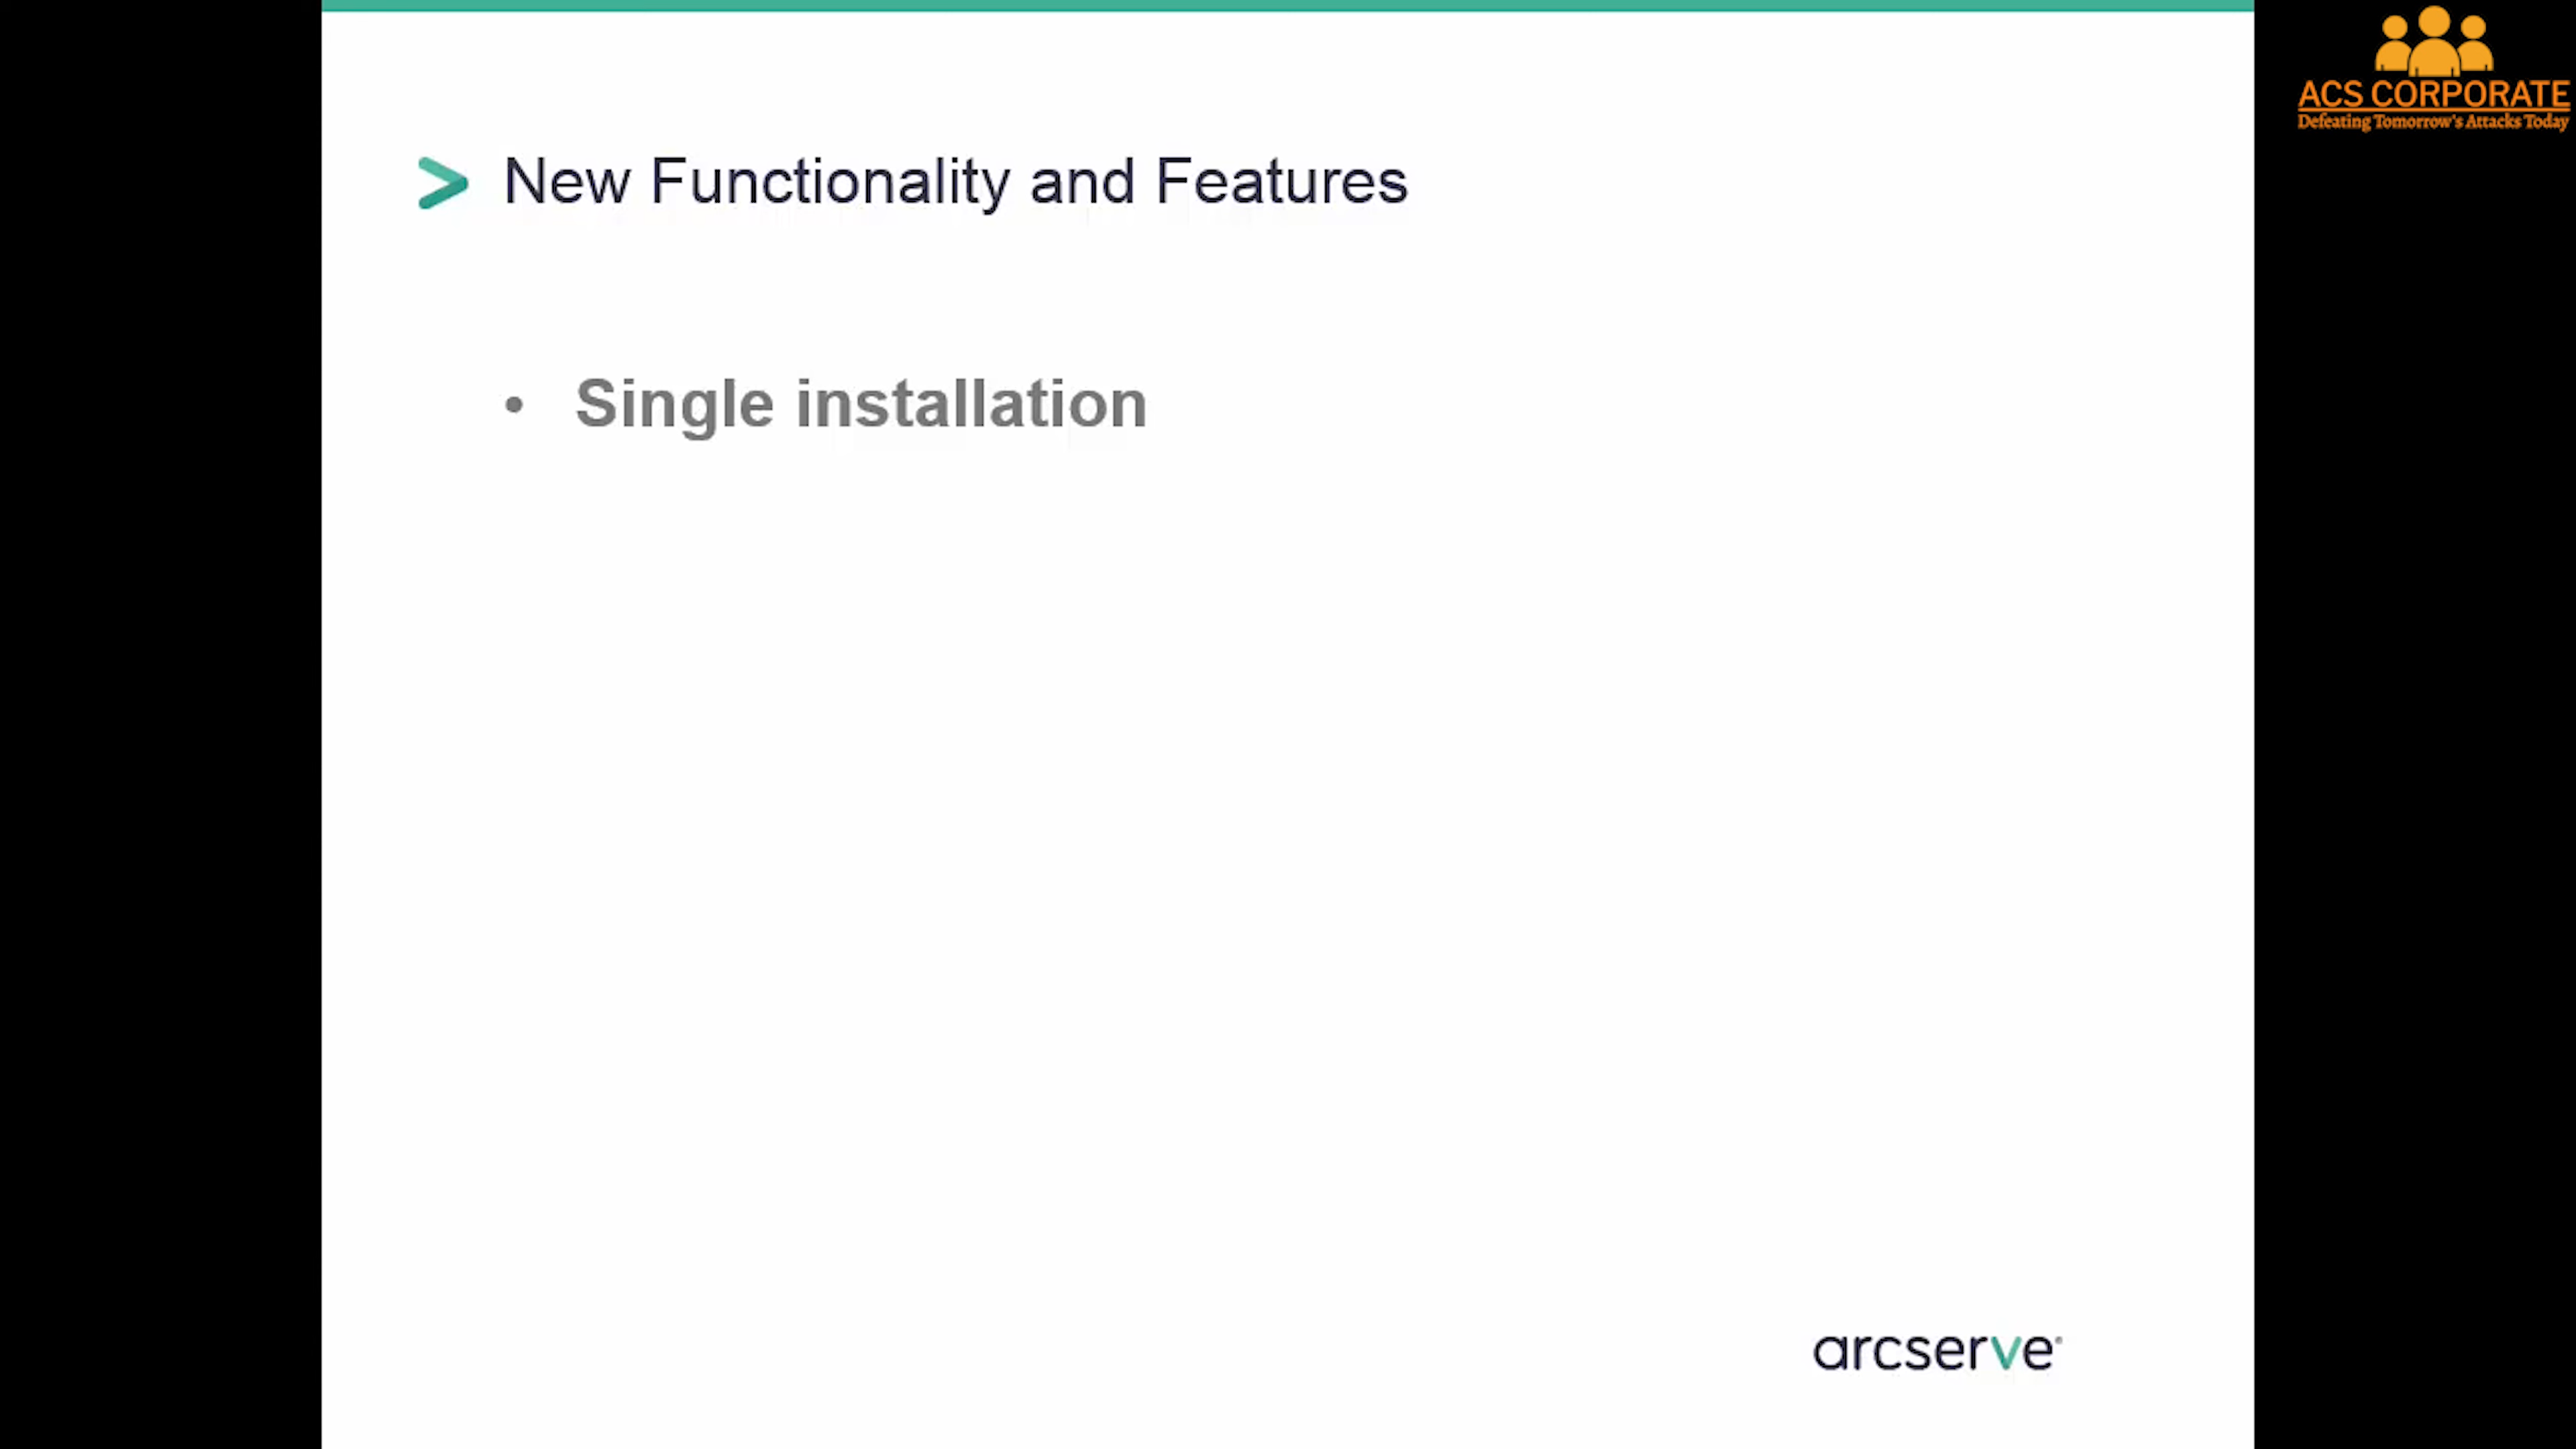 ACS CORPORATE
Defeating Tomorrow's Attacks Today
> New Functionality and Features
• Single installation
arcserve